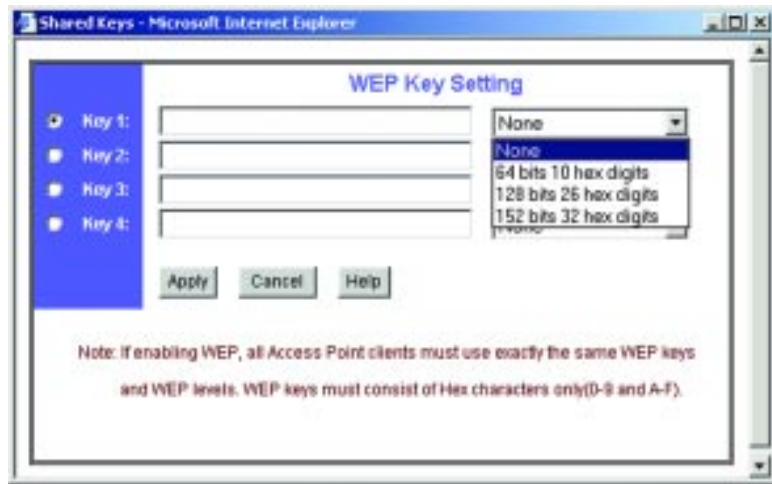 Shared Keys - Microsoft Internet Explorer
WEP Key Setting
Key 1:
None
Key 2:
None
64 bits 10 hex digits
Key 3:
128 bits 26 hex digits
152 bits 32 hex digits
Key 4:
None
Apply
Cancel
Help
Note: If enabling WEP, all Access Point clients must use exactly the same WEP keys
and WEP levels. WEP keys must consist of Hex characters only(0-9 and A-F).